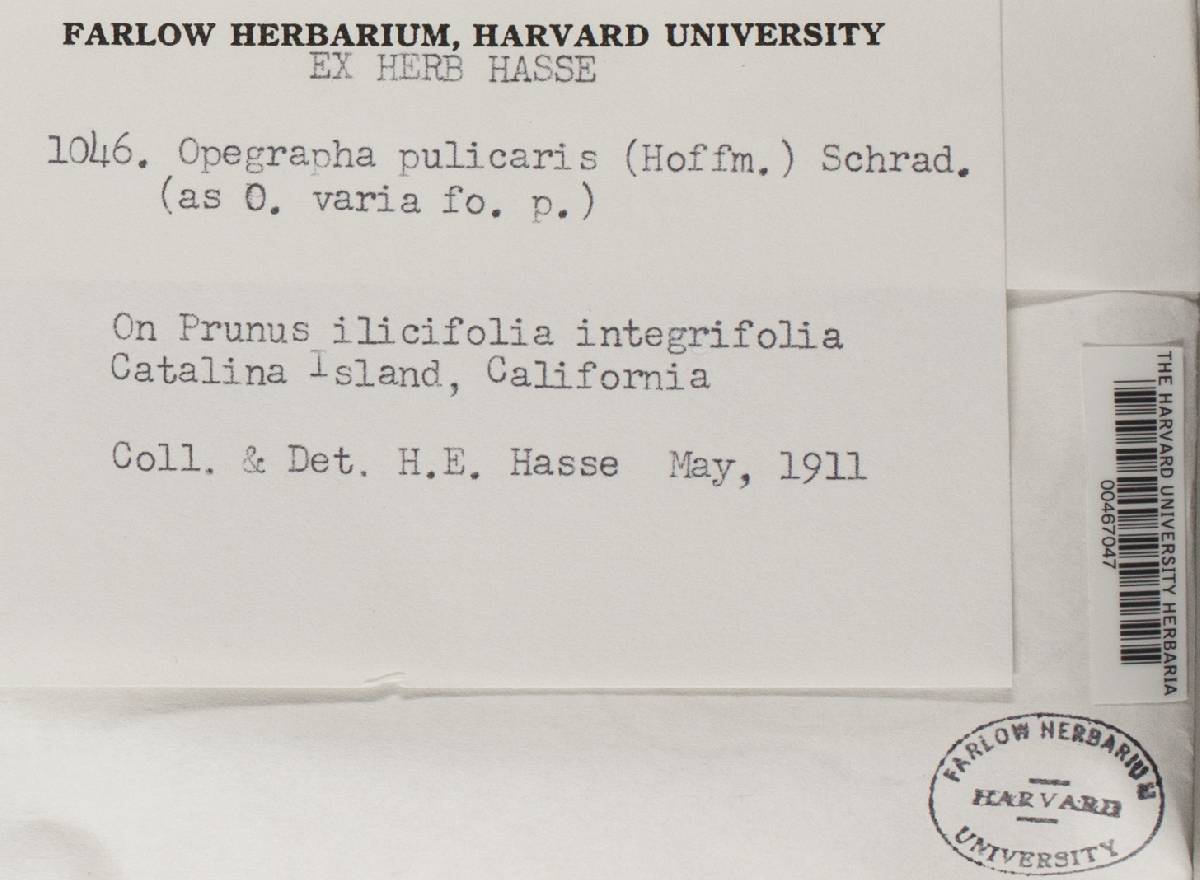 FARLOW HERBARIUM, HARVARD UNIVERSITY
EX HERB HASSE
1046. Opegrapha pulicaris (Hoffm.) Schrad.
(as O. varia fo. p.)
On Prunus ilicifolia integrifolia
Catalina Island, California
Coll. & Det. H.E. Hasse May, 1911
THE HARVARD UNIVERSITY HERBARIA
00467047
FARLOW HERBARIUM
HARVARD
UNIVERSITY